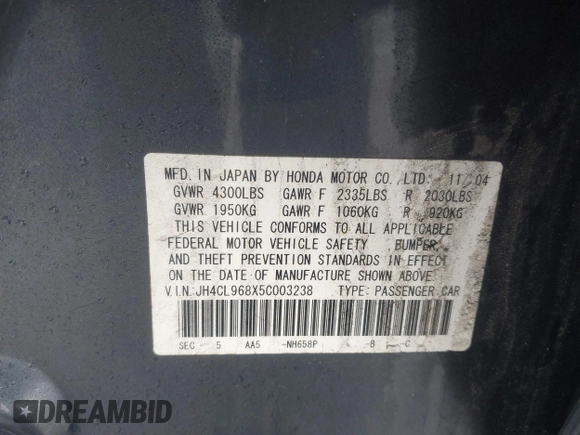 MFD. IN JAPAN BY HONDA MOTOR CO., LTD. 11/04
GVWR 4300LBS GAWR F 2335LBS R 2030LBS
GVWR 1950KG GAWR F 1060KG R 920KG
THIS VEHICLE CONFORMS TO ALL APPLICABLE
FEDERAL MOTOR VEHICLE SAFETY BUMPER,
AND THEFT PREVENTION STANDARDS IN EFFECT
ON THE DATE OF MANUFACTURE SHOWN ABOVE.
V.I.N.:JH4CL968X5C003238 TYPE: PASSENGER CAR
SEC 5 AA5 -NH658P -B -C
DREAMBID